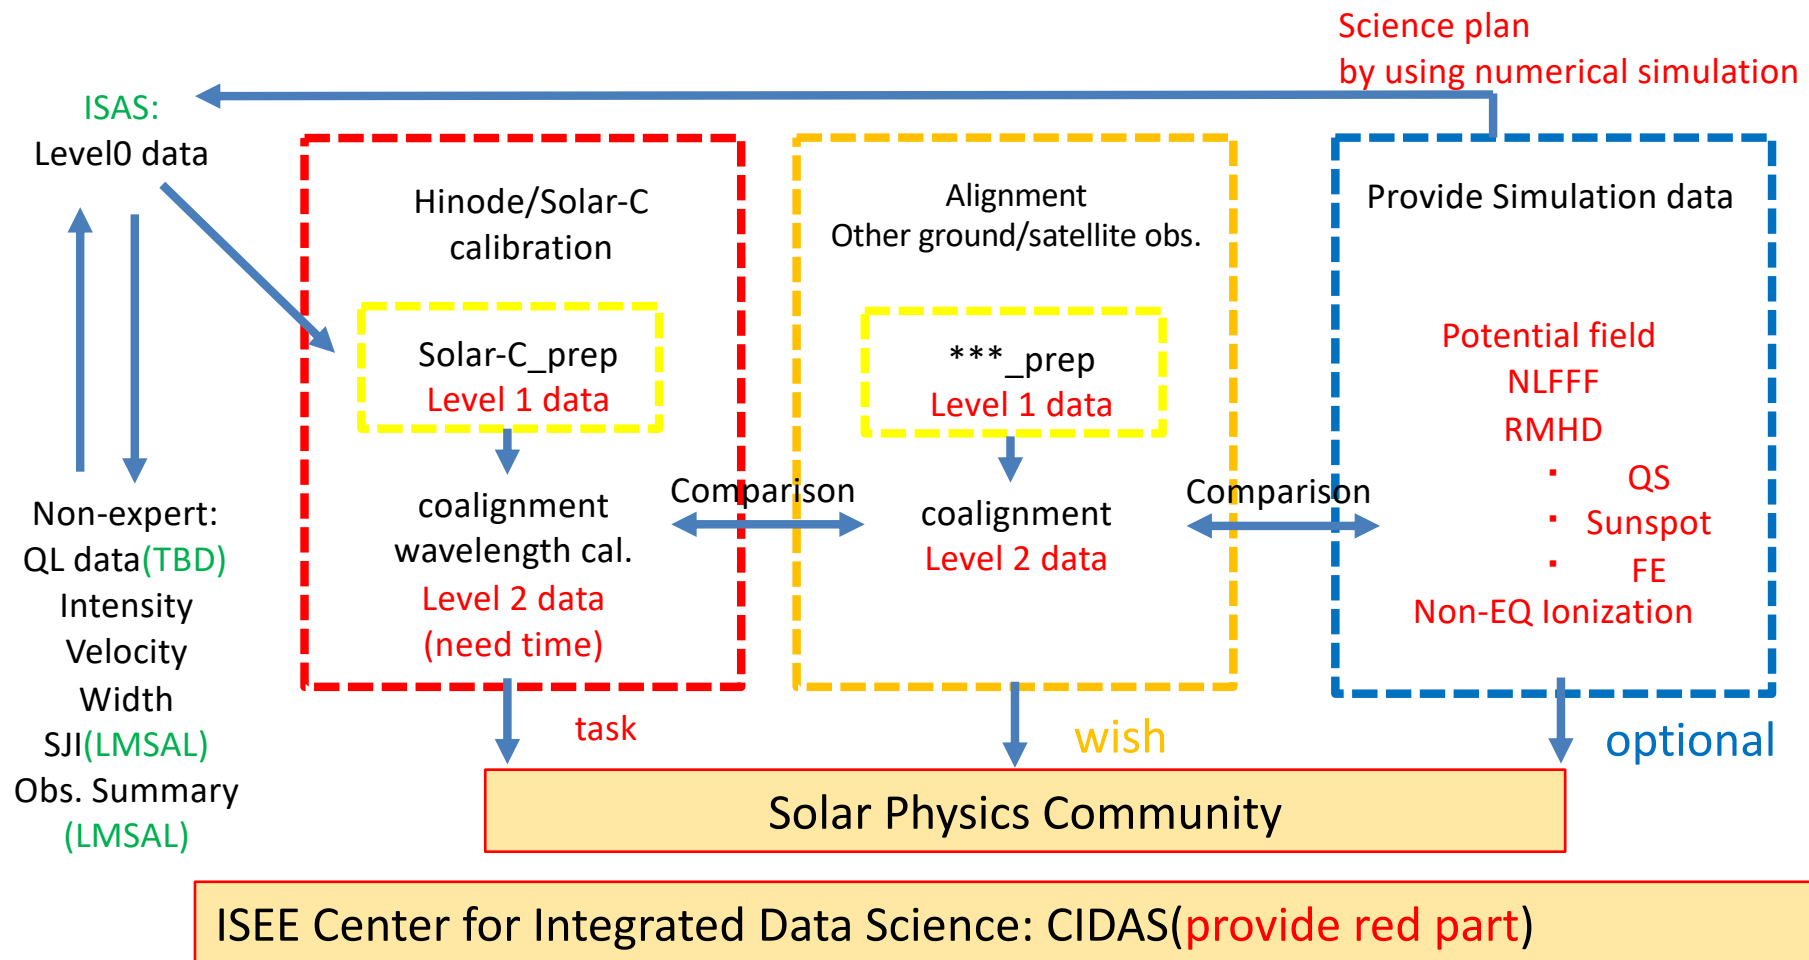 Science plan
by using numerical simulation
ISAS:
Level0 data
Non-expert:
QL data(TBD)
Intensity
Velocity
Width
SJI(LMSAL)
Obs. Summary
(LMSAL)
Hinode/Solar-C
calibration
Solar-C_prep
Level 1 data
coalignment
wavelength cal.
Level 2 data
(need time)
task
Comparison
Alignment
Other ground/satellite obs.
***_prep
Level 1 data
coalignment
Level 2 data
wish
Comparison
Provide Simulation data
Potential field
NLFFF
RMHD
・ QS
・ Sunspot
・ FE
Non-EQ Ionization
optional
Solar Physics Community
ISEE Center for Integrated Data Science: CIDAS(provide red part)